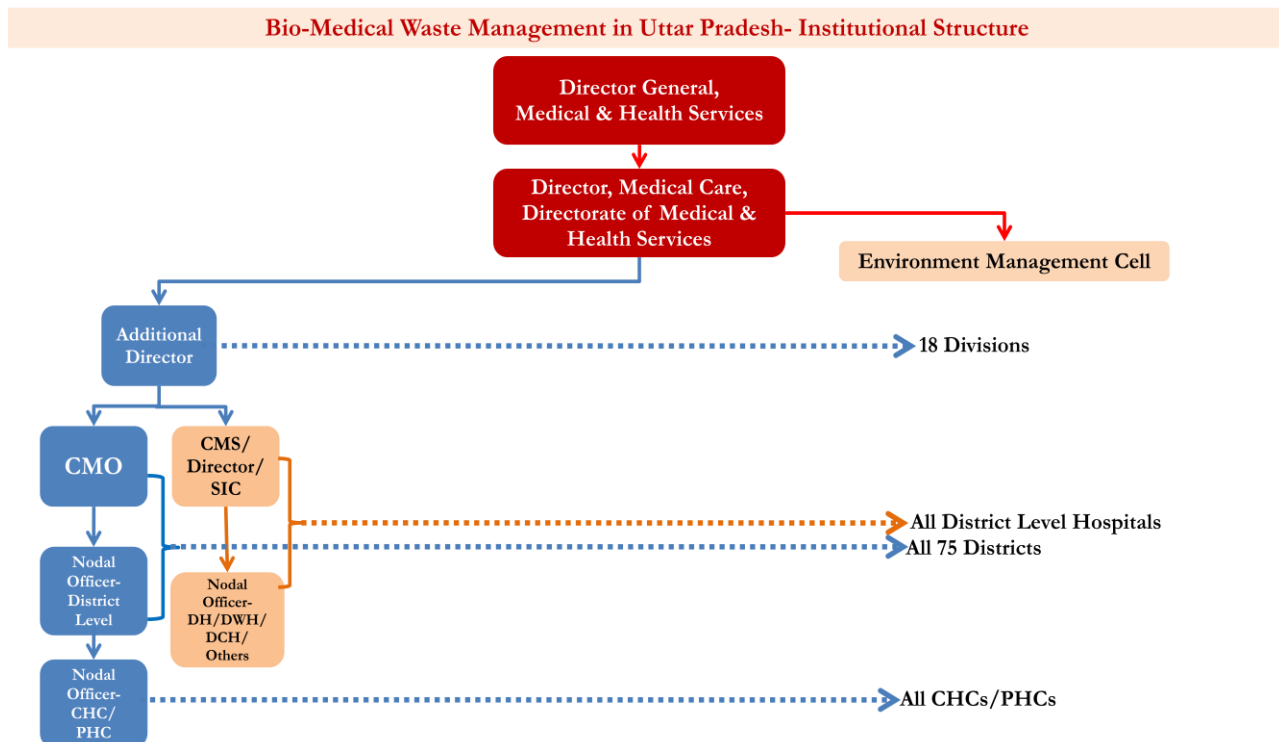 Bio-Medical Waste Management in Uttar Pradesh- Institutional Structure
Director General,
Medical & Health Services
Director, Medical Care,
Directorate of Medical &
Health Services
Environment Management Cell
Additional
Director
18 Divisions
CMO
CMS/
Director/
SIC
All District Level Hospitals
All 75 Districts
Nodal
Officer-
District
Level
Nodal
Officer-
DH/DWH/
DCH/
Others
Nodal
Officer-
CHC/
PHC
All CHCs/PHCs